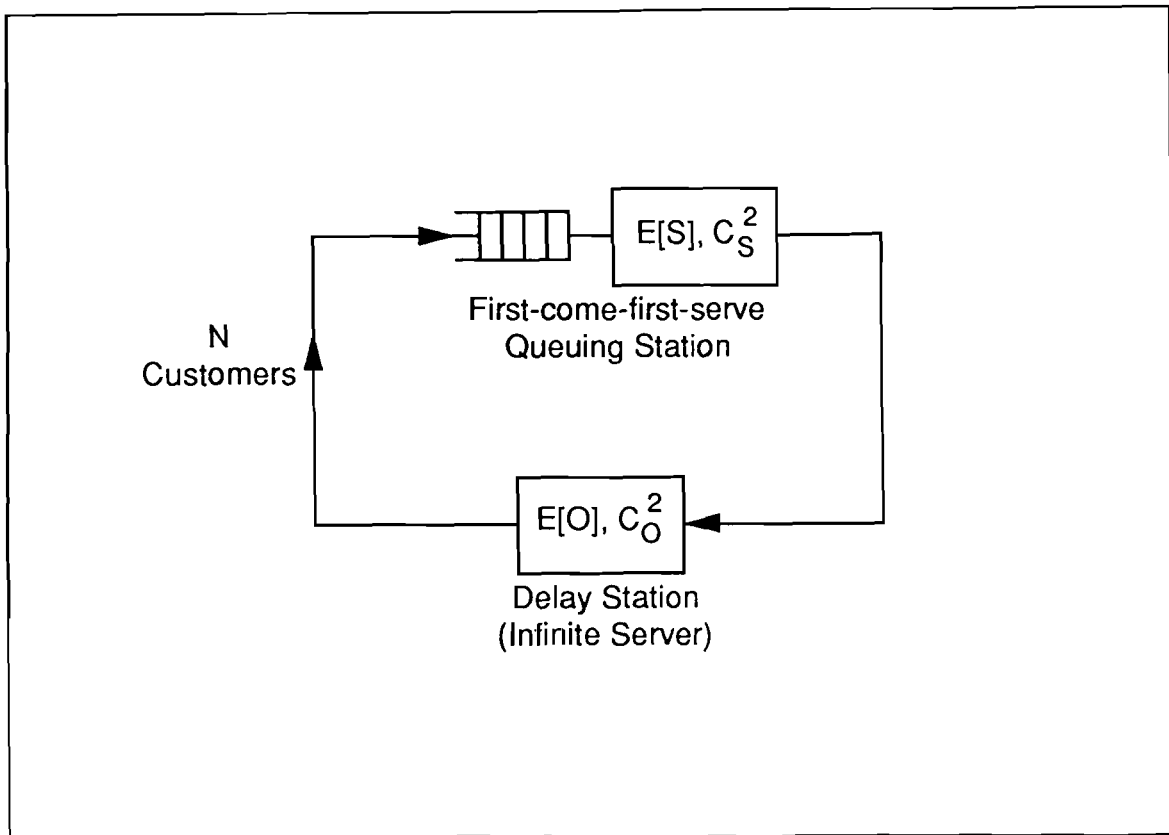 E[S], C_S^2
First-come-first-serve
Queuing Station
N
Customers
E[O], C_O^2
Delay Station
(Infinite Server)